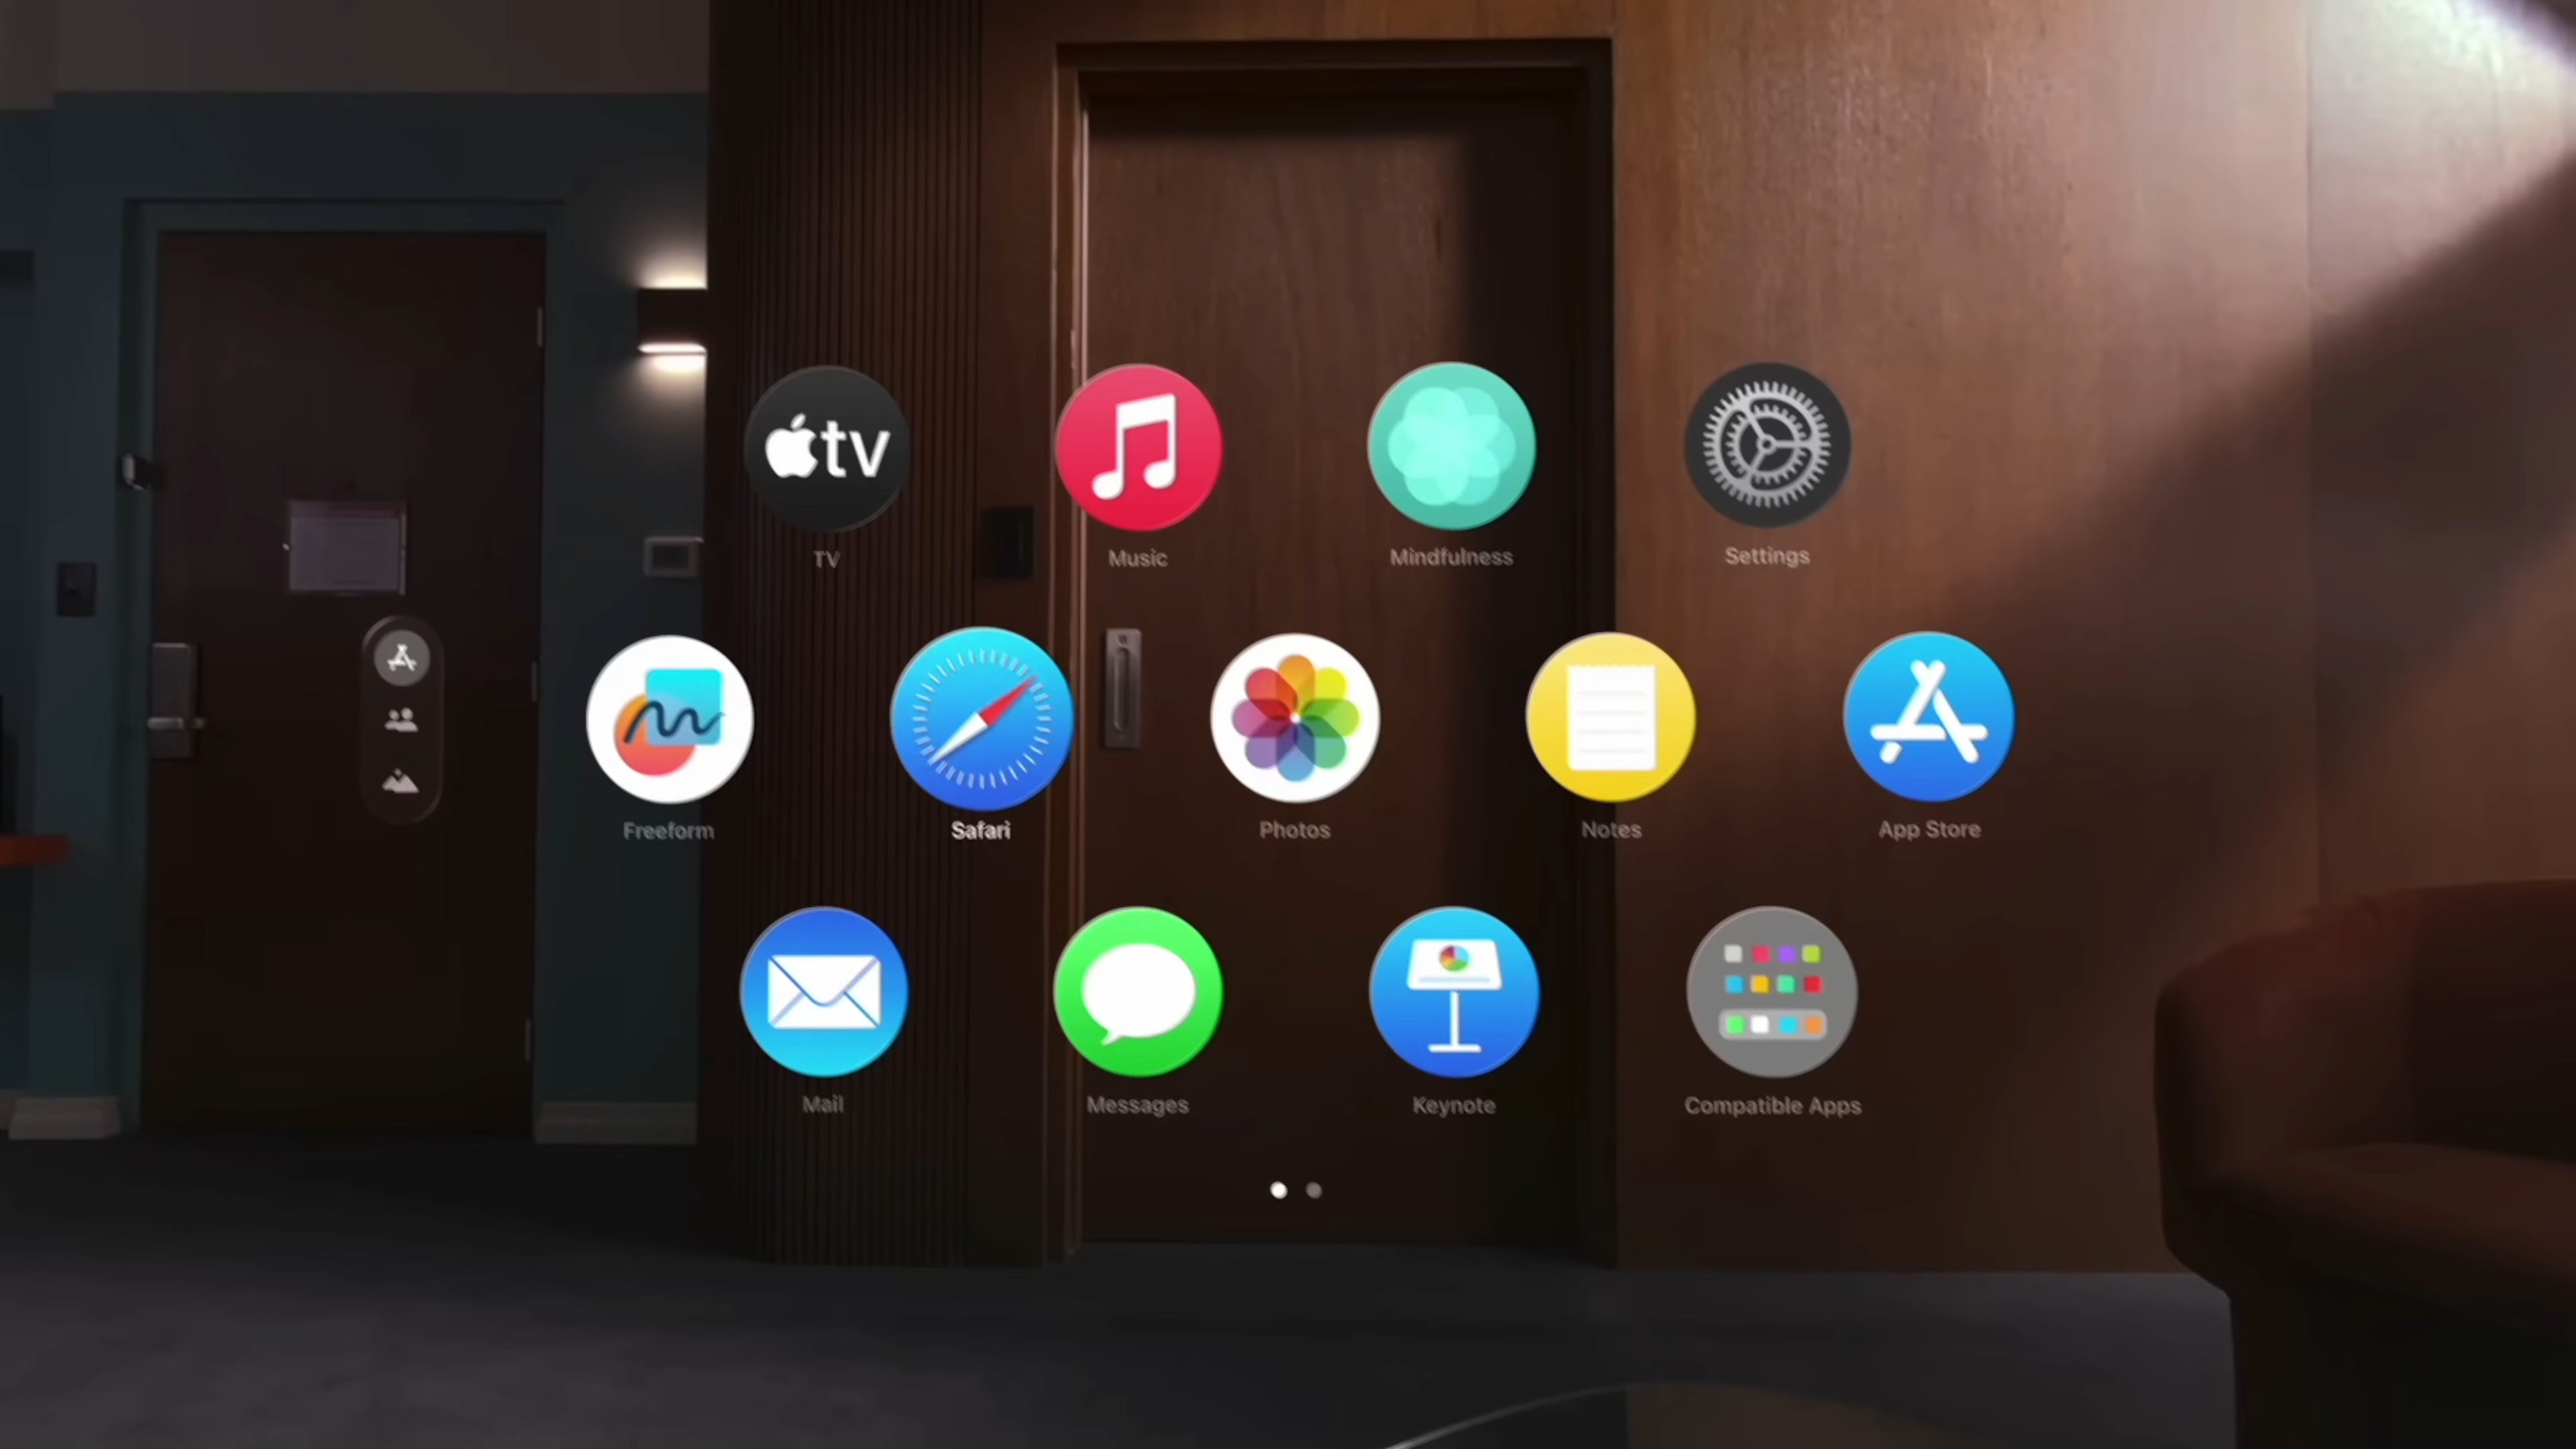 tv
TV
Music
Mindfulness
Settings
Freeform
Safari
Photos
Notes
App Store
Mail
Messages
Keynote
Compatible Apps